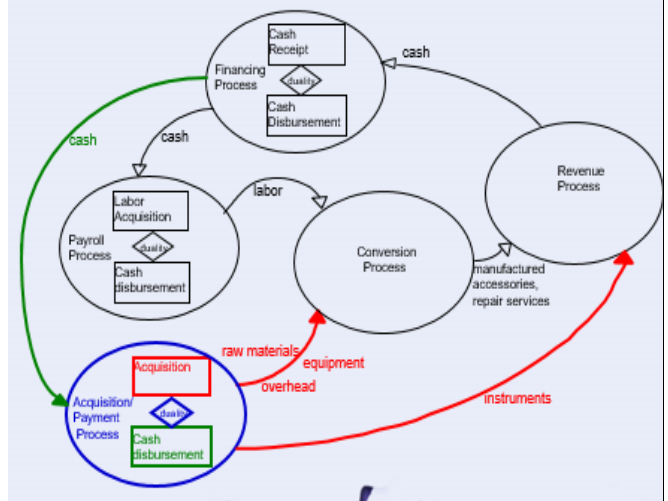 Cash
Receipt
Financing
Process
duality
Cash
Disbursement
cash
cash
cash
Revenue
Process
Labor
Acquisition
labor
Payroll
Process
duality
Cash
disbursement
Conversion
Process
manufactured
accessories,
repair services
raw materials
equipment
overhead
Acquisition
instruments
Acquisition/
Payment
Process
duality
Cash
disbursement